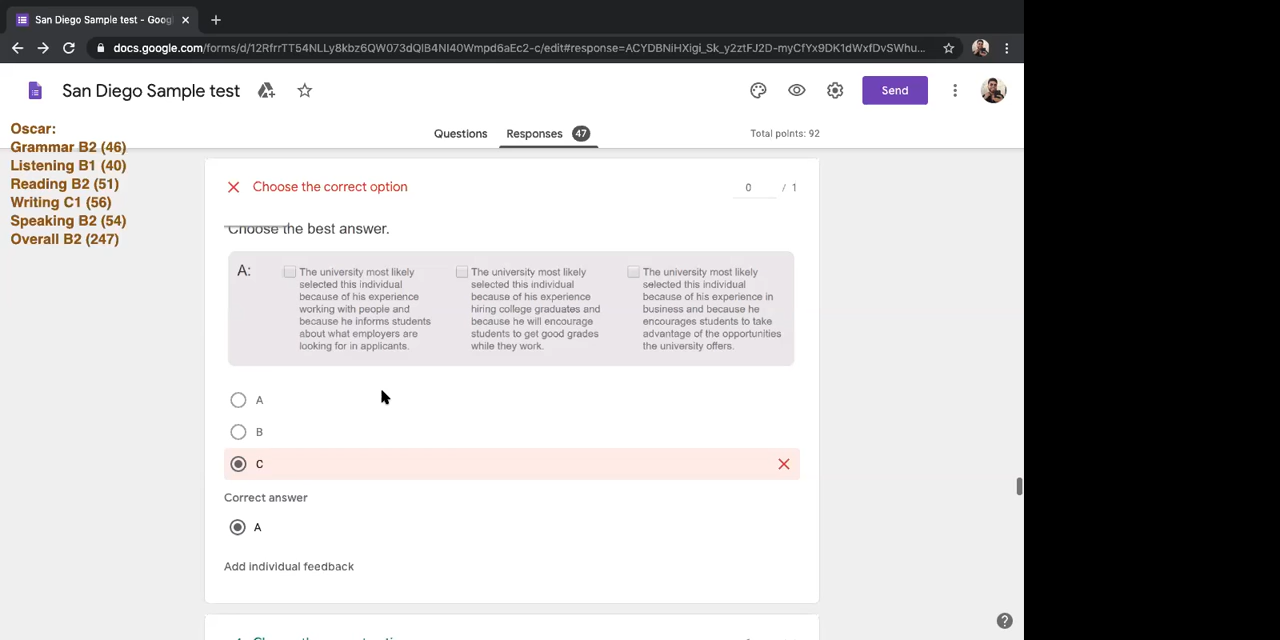 San Diego Sample test - Goog
docs.google.com/forms/d/12RfrrTT54NLLy8kbz6QW073dQlB4Nl40Wmpd6aEc2-c/edit#response=ACYDBNiHXigi_Sk_y2ztFJ2D-myCfYx9DK1dWxfDvSWhu...
San Diego Sample test
Send
Oscar:
Grammar B2 (46)
Listening B1 (40)
Reading B2 (51)
Writing C1 (56)
Speaking B2 (54)
Overall B2 (247)
Questions
Responses 47
Total points: 92
Choose the correct option
0 / 1
Choose the best answer.
A:
The university most likely
selected this individual
because of his experience
working with people and
because he informs students
about what employers are
looking for in applicants.
The university most likely
selected this individual
because of his experience
hiring college graduates and
because he will encourage
students to get good grades
while they work.
The university most likely
selected this individual
because of his experience in
business and because he
encourages students to take
advantage of the opportunities
the university offers.
A
B
C
Correct answer
A
Add individual feedback